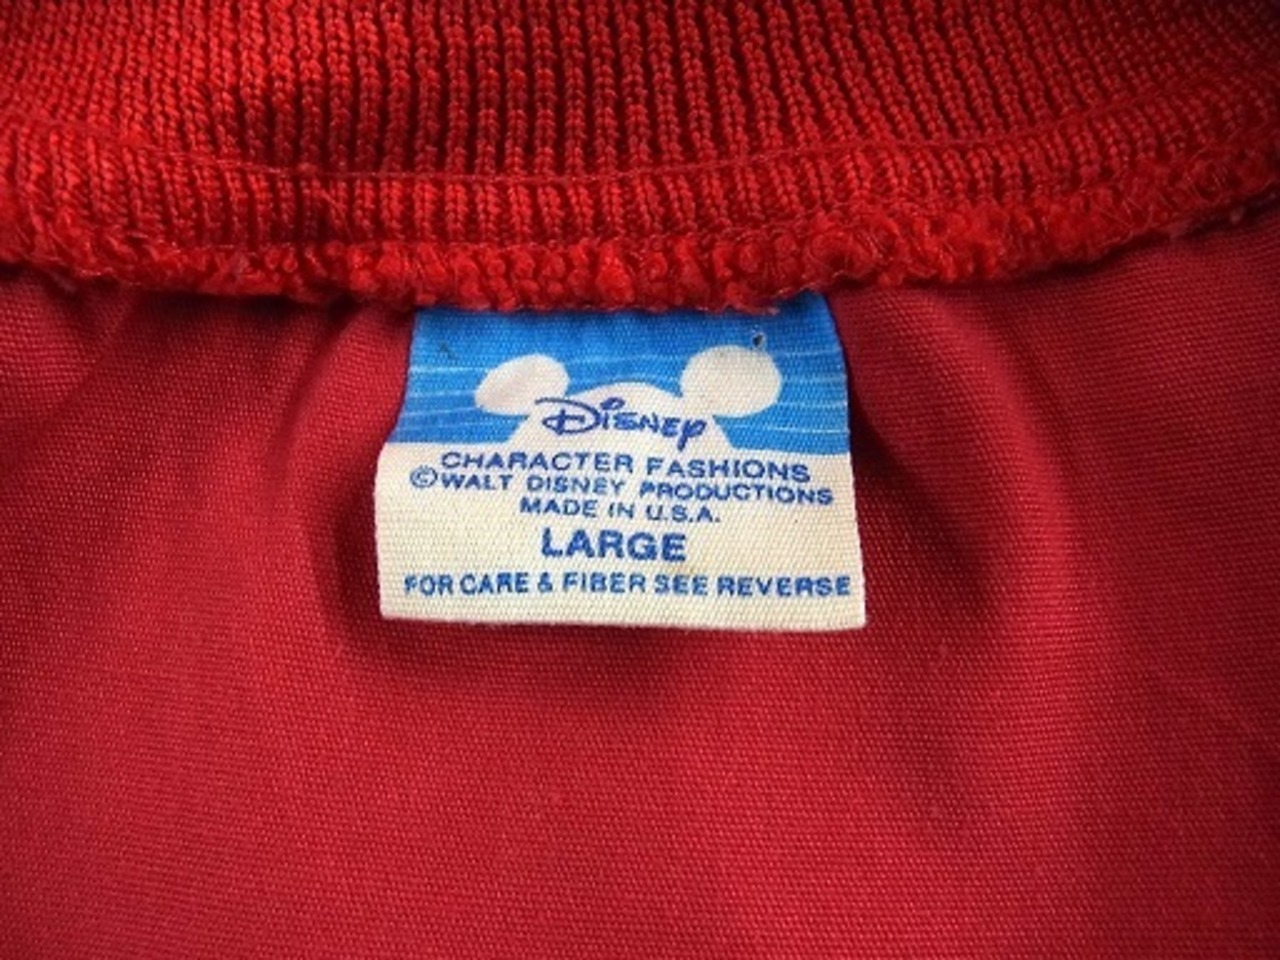 Disney
CHARACTER FASHIONS
©WALT DISNEY PRODUCTIONS
MADE IN U.S.A.
LARGE
FOR CARE & FIBER SEE REVERSE